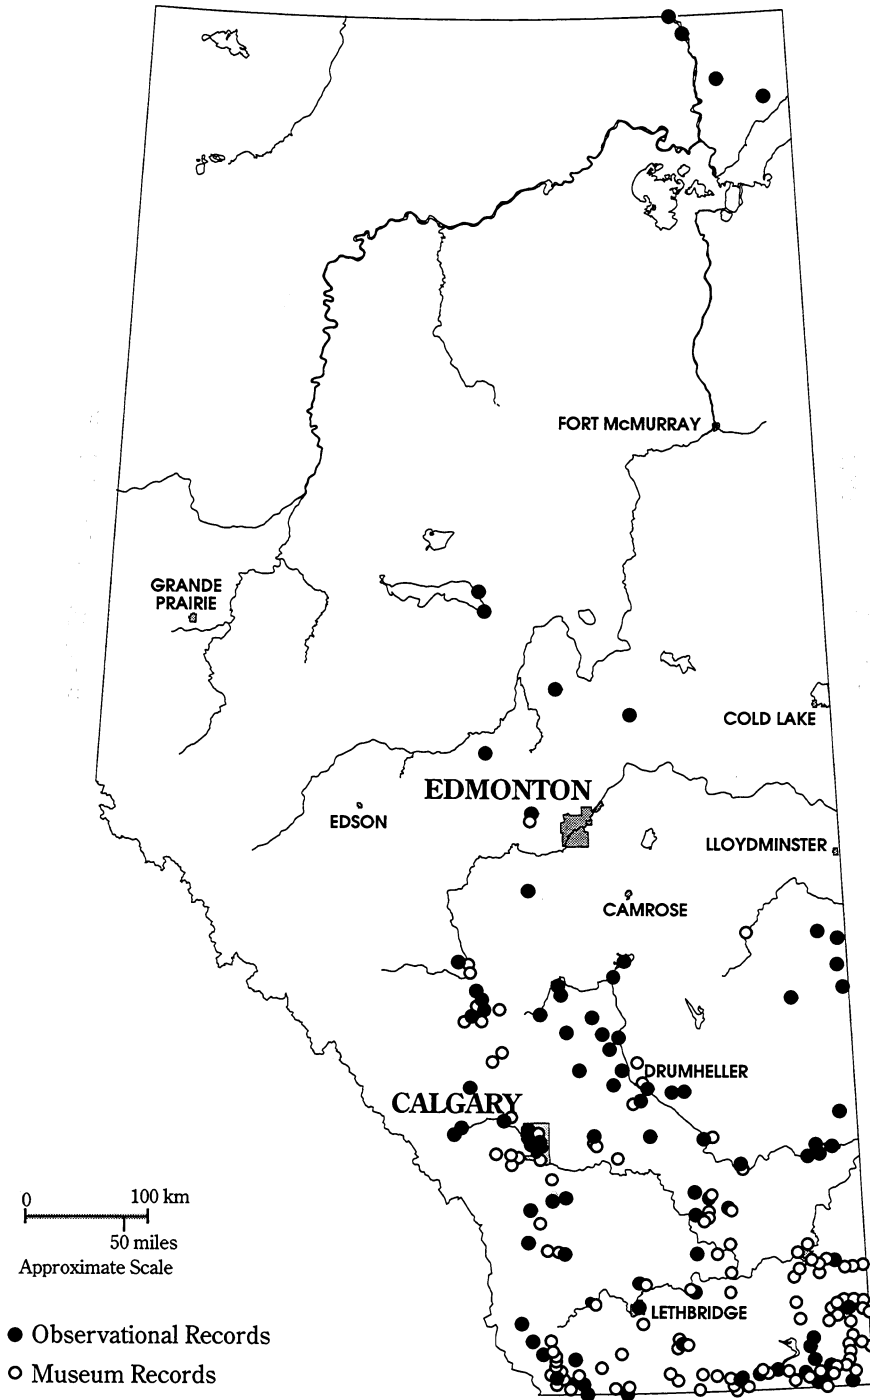 FORT McMURRAY
GRANDE
PRAIRIE
COLD LAKE
EDMONTON
EDSON
LLOYDMINSTER
CAMROSE
DRUMHELLER
CALGARY
0 100 km
50 miles
Approximate Scale
LETHBRIDGE
Observational Records
Museum Records